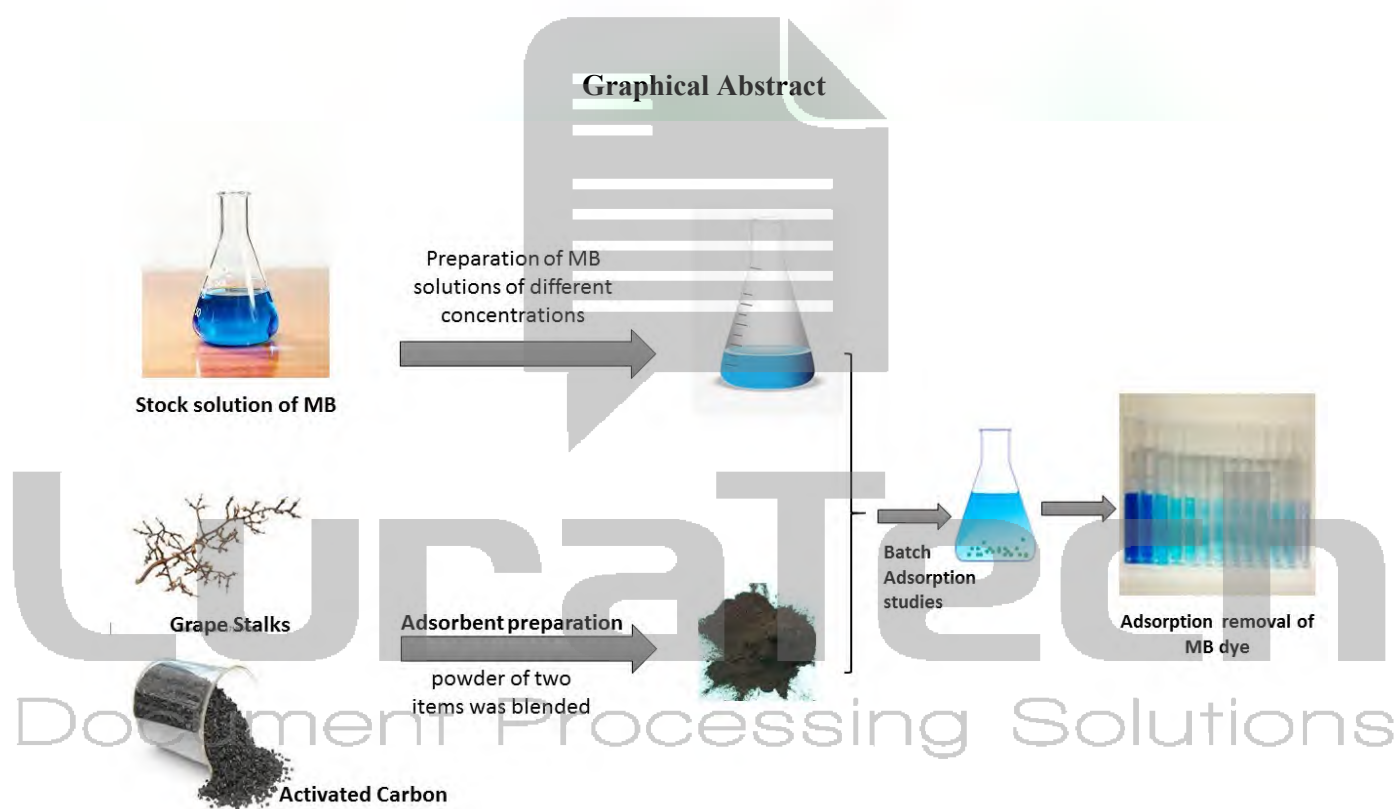 Graphical Abstract
Preparation of MB
solutions of different
concentrations
Stock solution of MB
Grape Stalks
Adsorbent preparation
powder of two
items was blended
Activated Carbon
Batch
Adsorption
studies
Adsorption removal of
MB dye
LucaTech
Document Processing Solutions